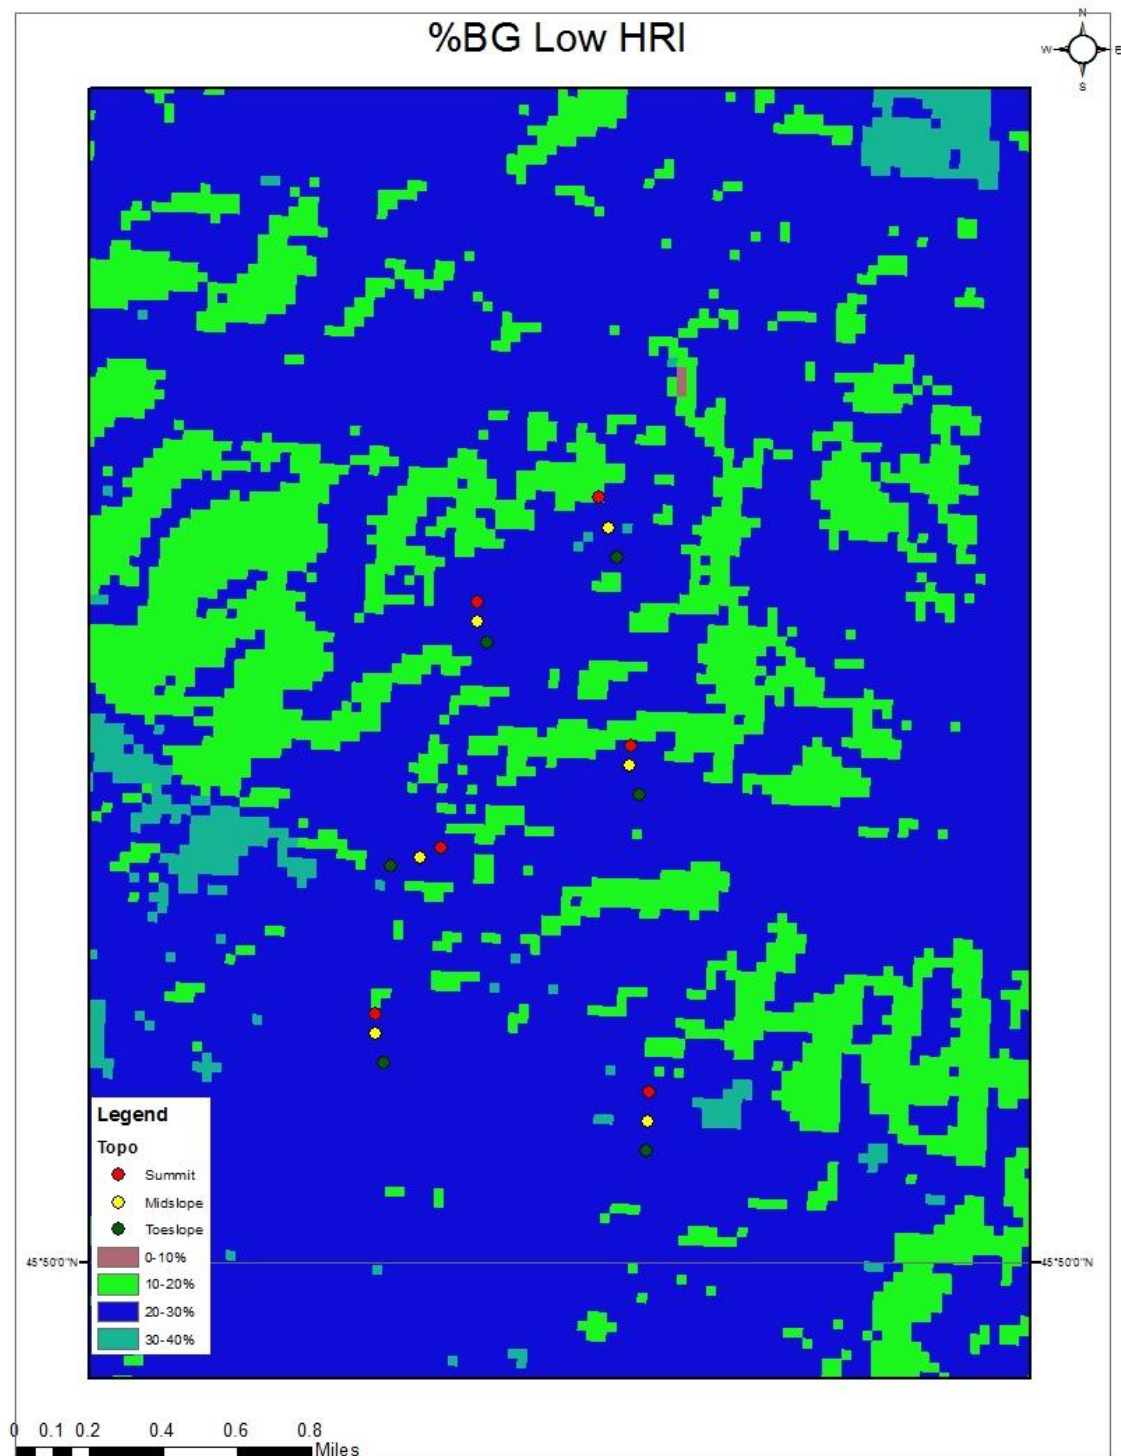 %BG Low HRI
N
W E
S
Legend
Topo
Summit
Midslope
Toeslope
0-10%
10-20%
20-30%
30-40%
45°50'0"N 45°50'0"N
0 0.1 0.2 0.4 0.6 0.8
Miles